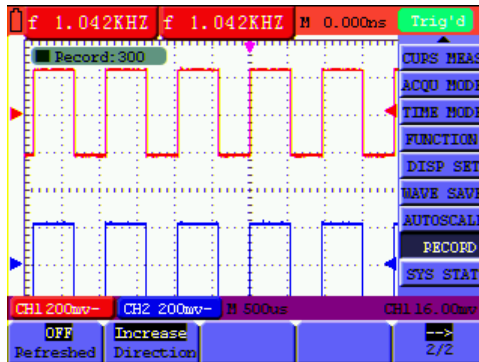 f 1.042KHZ f 1.042KHZ M 0.000ns Trig'd
Record:300
CUPS MEAS
ACQU MODE
TIME MODE
FUNCTION
DISP SET
WAVE SAVE
AUTOSCALE
RECORD
SYS STAT
CH1 200mv- CH2 200mv- M 500us CH1 16.00mv
OFF Increase -->
Refreshed Direction 2/2